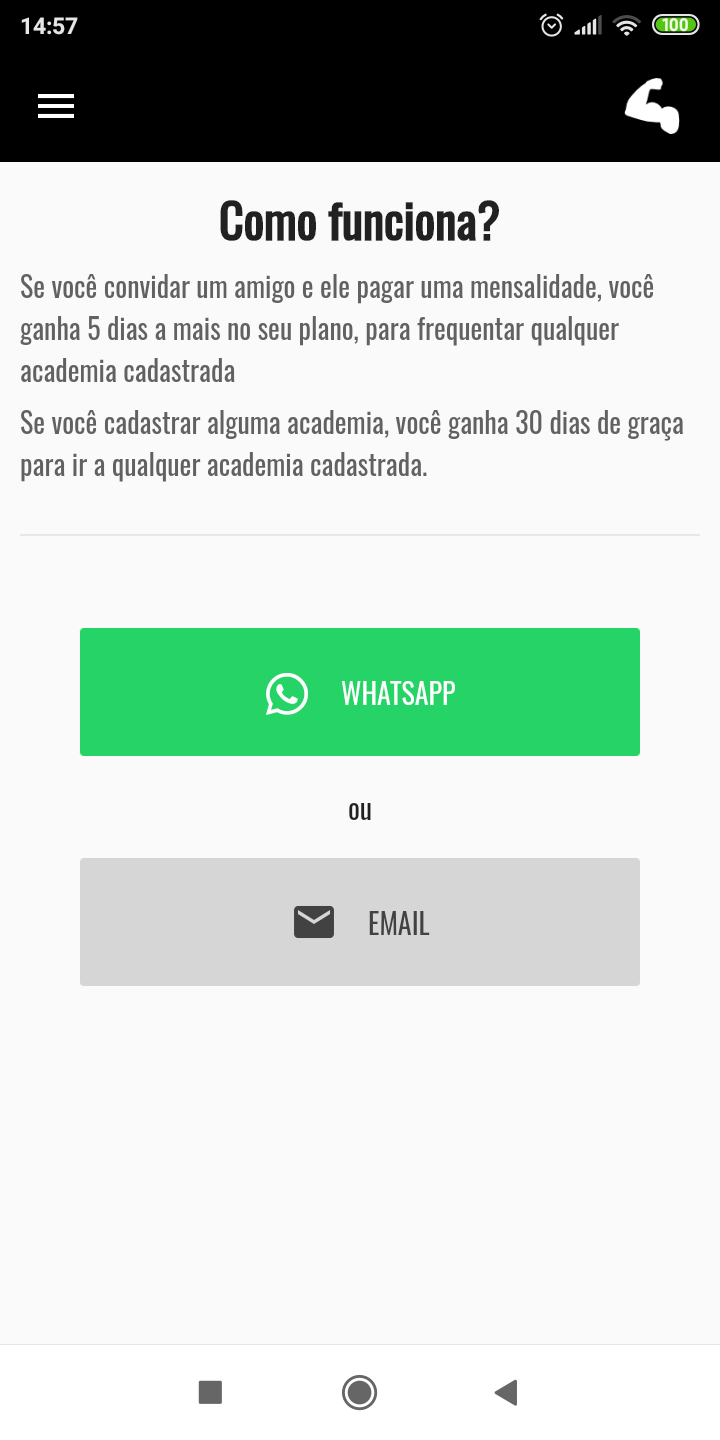 14:57
100
Como funciona?
Se você convidar um amigo e ele pagar uma mensalidade, você
ganha 5 dias a mais no seu plano, para frequentar qualquer
academia cadastrada
Se você cadastrar alguma academia, você ganha 30 dias de graça
para ir a qualquer academia cadastrada.
WHATSAPP
ou
EMAIL